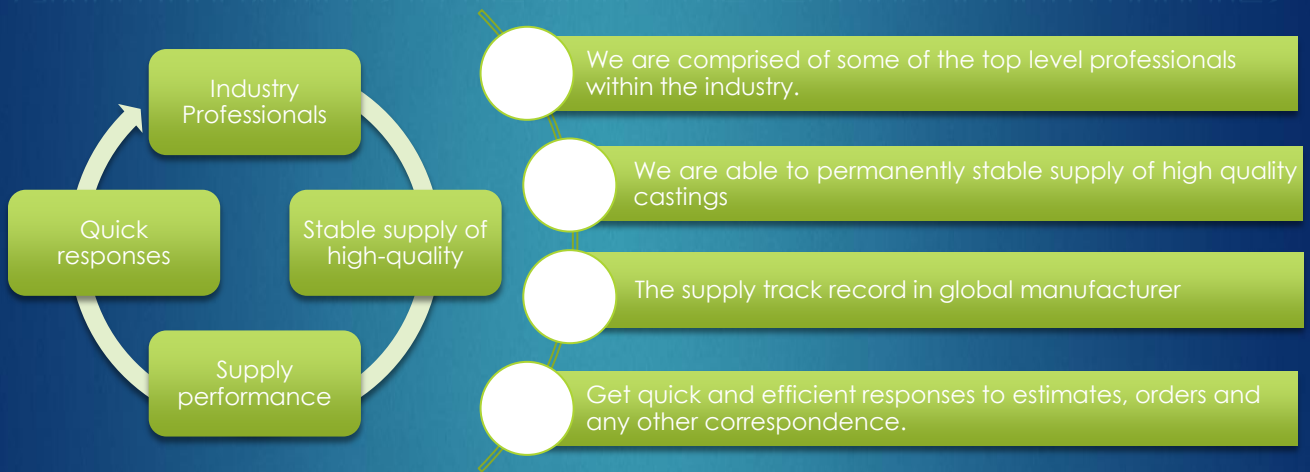 Industry
Professionals
Quick
responses
Stable supply of
high-quality
Supply
performance
We are comprised of some of the top level professionals
within the industry.
We are able to permanently stable supply of high quality
castings
The supply track record in global manufacturer
Get quick and efficient responses to estimates, orders and
any other correspondence.